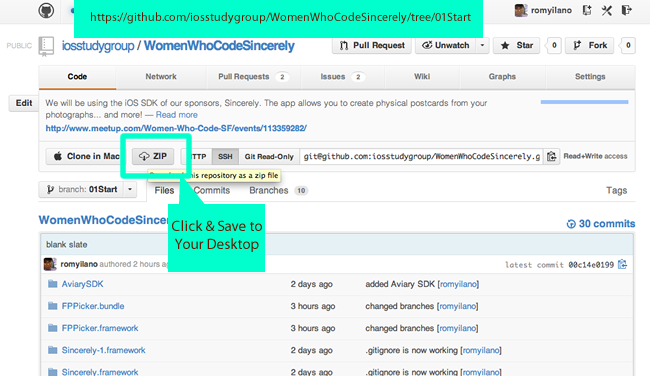 https://github.com/iosstudygroup/WomenWhoCodeSincerely/tree/01Start
romyilano
PUBLIC iosstudygroup / WomenWhoCodeSincerely Pull Request Unwatch Star 0 Fork 0
Code Network Pull Requests 2 Issues 2 Wiki Graphs Settings
Edit
We will be using the iOS SDK of our sponsors, Sincerely. The app allows you to create physical postcards from your
photographs... and more! — Read more
http://www.meetup.com/Women-Who-Code-SF/events/113359282/
Clone in Mac ZIP HTTP SSH Git Read-Only git@github.com:iosstudygroup/WomenWhoCodeSincerely.g Read+Write access
this repository as a zip file
branch: 01Start Files Commits Branches 10 Tags
Click & Save to
Your Desktop
WomenWhoCodeSincere 30 commits
blank slate
romyilano authored 2 hours ago latest commit 00c14e0199
AviarySDK 2 days ago added Aviary SDK [romyilano]
FPPicker.bundle 3 hours ago changed branches [romyilano]
FPPicker.framework 3 hours ago changed branches [romyilano]
Sincerely-1.framework 2 days ago .gitignore is now working [romyilano]
Sincerely.framework 2 days ago .gitignore is now working [romyilano]